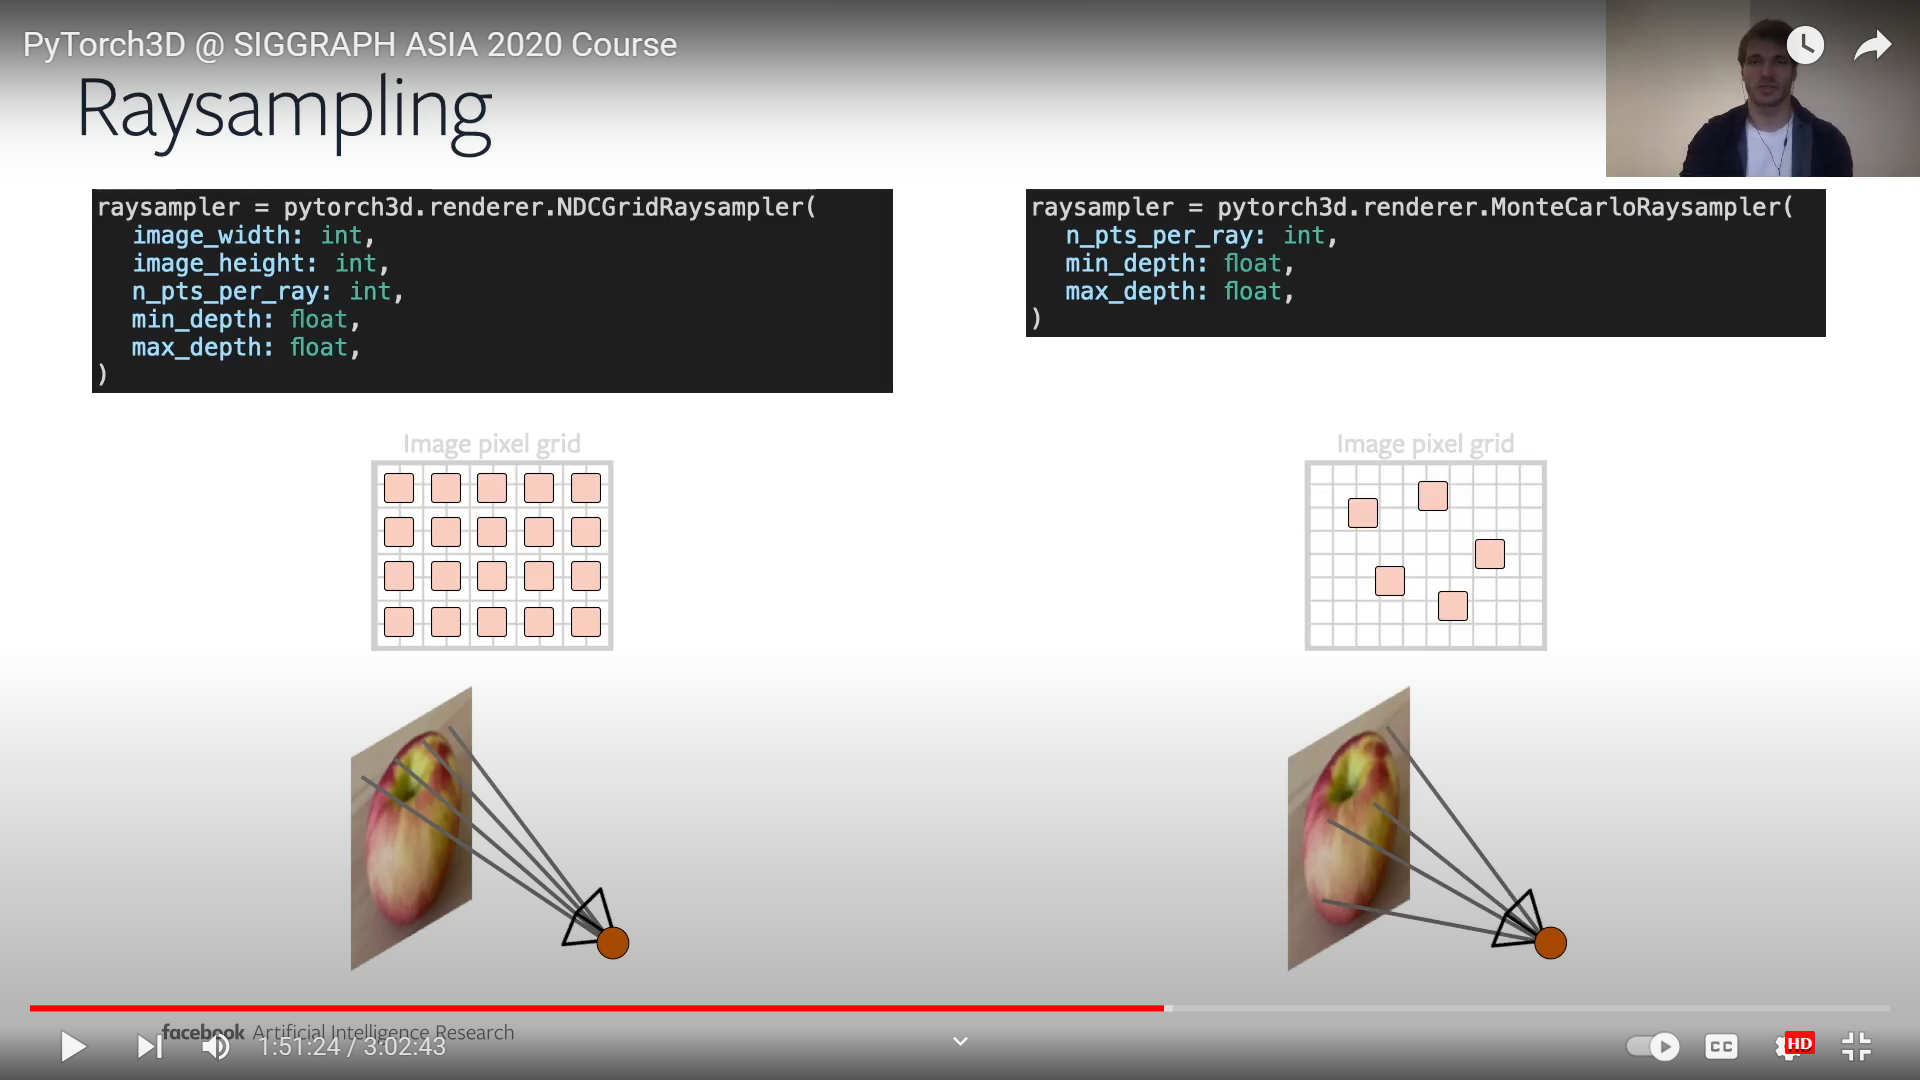 PyTorch3D @ SIGGRAPH ASIA 2020 Course
Raysampling
raysampler = pytorch3d.renderer.NDCGridRaysampler(
image_width: int,
image_height: int,
n_pts_per_ray: int,
min_depth: float,
max_depth: float,
)
raysampler = pytorch3d.renderer.MonteCarloRaysampler(
n_pts_per_ray: int,
min_depth: float,
max_depth: float,
)
Image pixel grid
Image pixel grid
facebook Artificial Intelligence Research
1:51:24 / 3:02:43
CC
HD